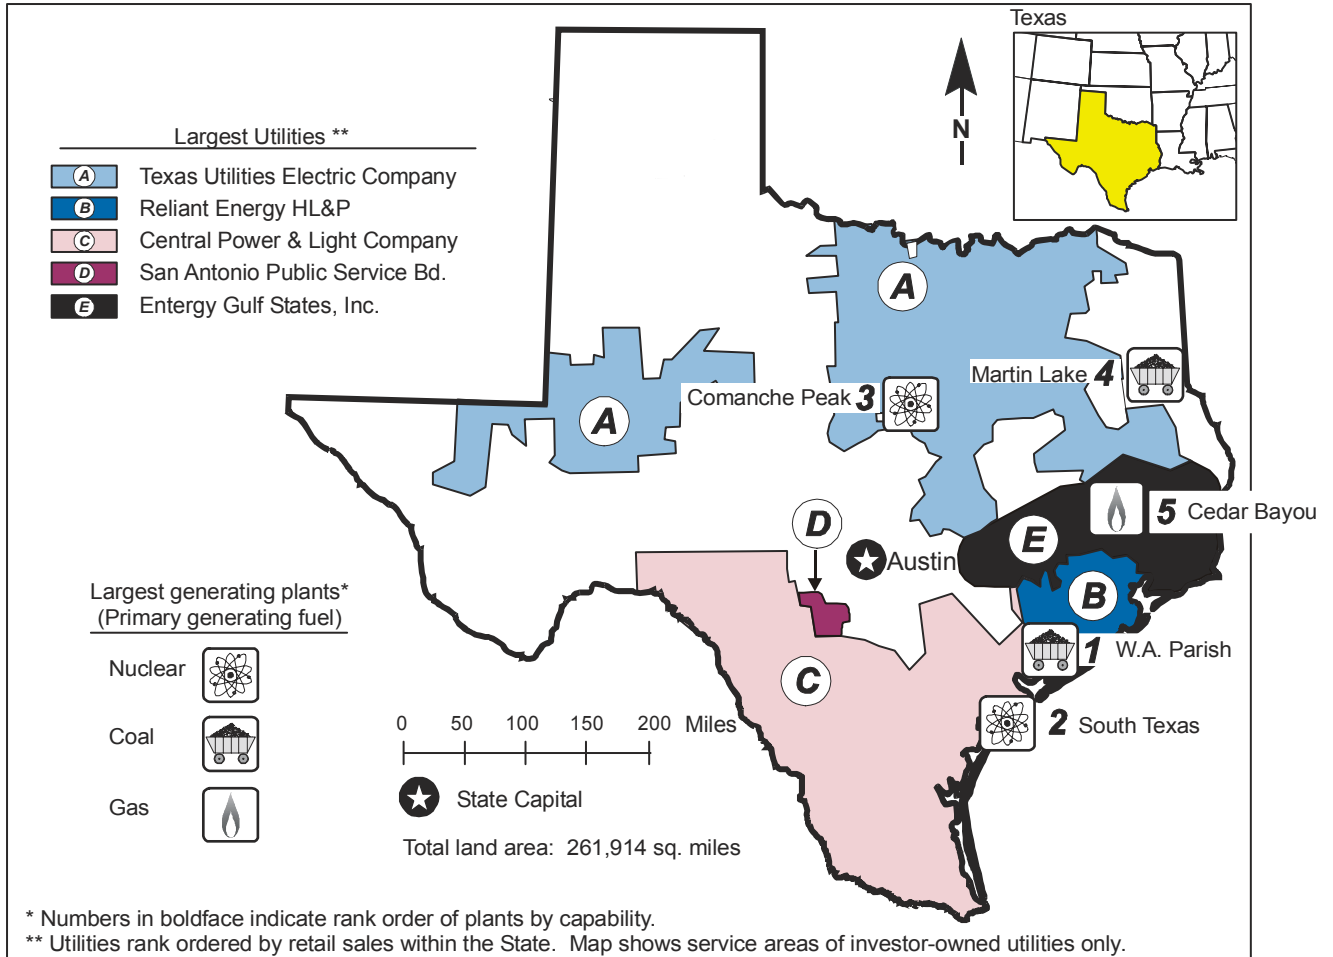 Texas
N
Largest Utilities **
A Texas Utilities Electric Company
B Reliant Energy HL&P
C Central Power & Light Company
D San Antonio Public Service Bd.
E Entergy Gulf States, Inc.
A
A
Martin Lake 4
Comanche Peak 3
D
5 Cedar Bayou
E
Austin
B
1 W.A. Parish
C
2 South Texas
Largest generating plants*
(Primary generating fuel)
Nuclear
Coal
Gas
0 50 100 150 200 Miles
State Capital
Total land area: 261,914 sq. miles
* Numbers in boldface indicate rank order of plants by capability.
** Utilities rank ordered by retail sales within the State. Map shows service areas of investor-owned utilities only.